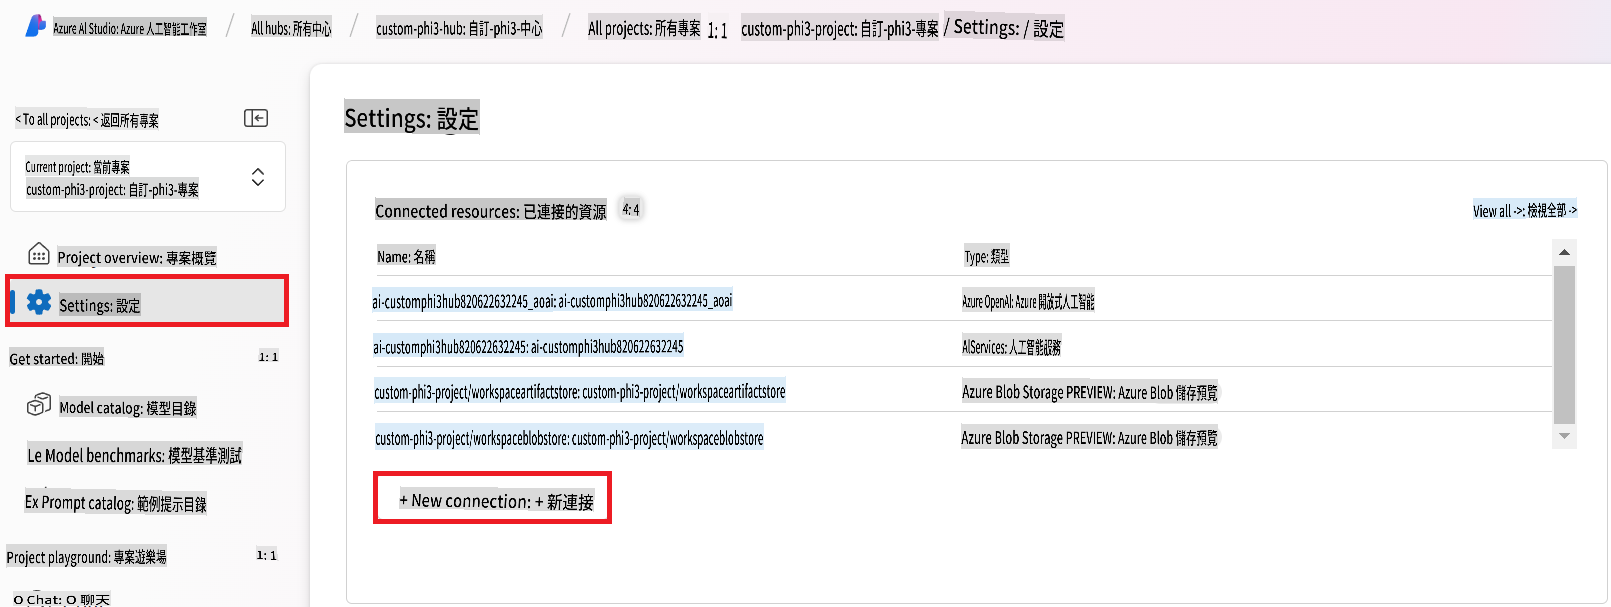 Azure AI Studio: Azure 人工智能工作室 / All hubs: 所有中心 / custom-phi3-hub: 自訂-phi3-中心 / All projects: 所有專案 1: 1 custom-phi3-project: 自訂-phi3-專案 / Settings: / 設定
< To all projects: < 返回所有專案
Current project: 當前專案
custom-phi3-project: 自訂-phi3-專案
Project overview: 專案概覽
Settings: 設定
Get started: 開始 1: 1
Model catalog: 模型目錄
Le Model benchmarks: 模型基準測試
Ex Prompt catalog: 範例提示目錄
Project playground: 專案遊樂場 1: 1
O Chat: O 聊天
Settings: 設定
Connected resources: 已連接的資源 4: 4
View all ->: 檢視全部 ->
Name: 名稱 Type: 類型
ai-customphi3hub820622632245_aoai: ai-customphi3hub820622632245_aoai Azure OpenAI: Azure 開放式人工智能
ai-customphi3hub820622632245: ai-customphi3hub820622632245 AIServices: 人工智能服務
custom-phi3-project/workspaceartifactstore: custom-phi3-project/workspaceartifactstore Azure Blob Storage PREVIEW: Azure Blob 儲存預覽
custom-phi3-project/workspaceblobstore: custom-phi3-project/workspaceblobstore Azure Blob Storage PREVIEW: Azure Blob 儲存預覽
+ New connection: + 新連接